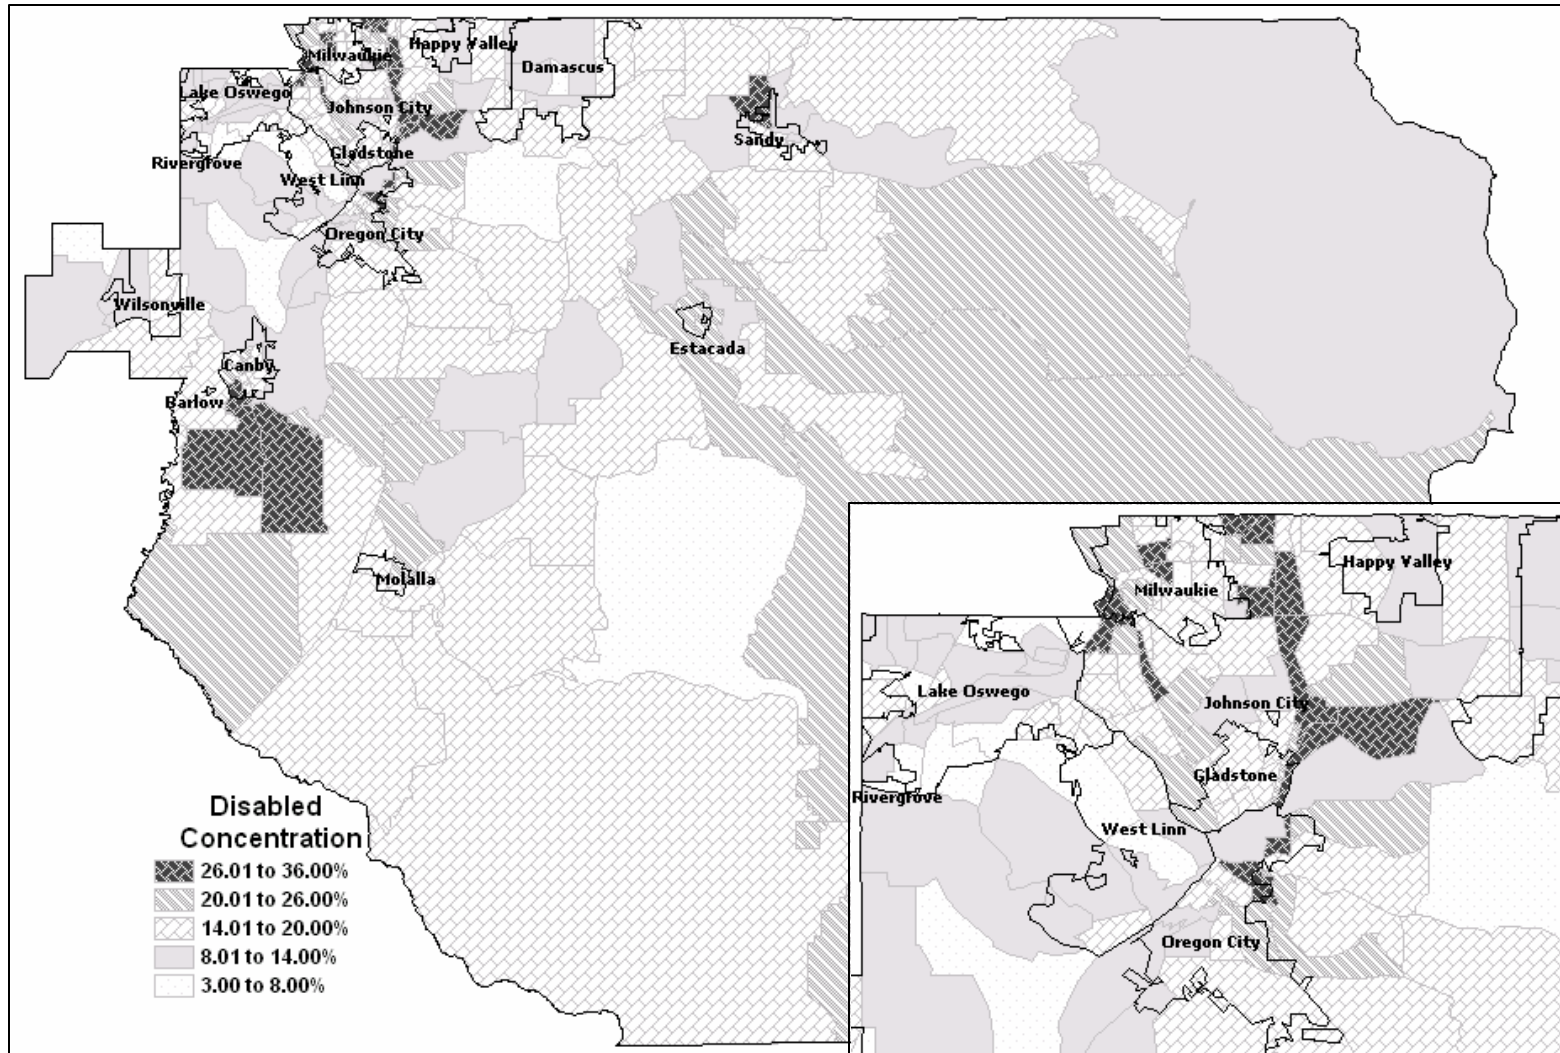 Milwaukie
Happy Valley
Damascus
Lake Oswego
Johnson City
Sandy
Gladstone
Rivergrove
West Linn
Oregon City
Wilsonville
Estacada
Canby
Barlow
Molalla
Disabled
Concentration
26.01 to 36.00%
20.01 to 26.00%
14.01 to 20.00%
8.01 to 14.00%
3.00 to 8.00%
Happy Valley
Milwaukie
Lake Oswego
Johnson City
Gladstone
Rivergrove
West Linn
Oregon City